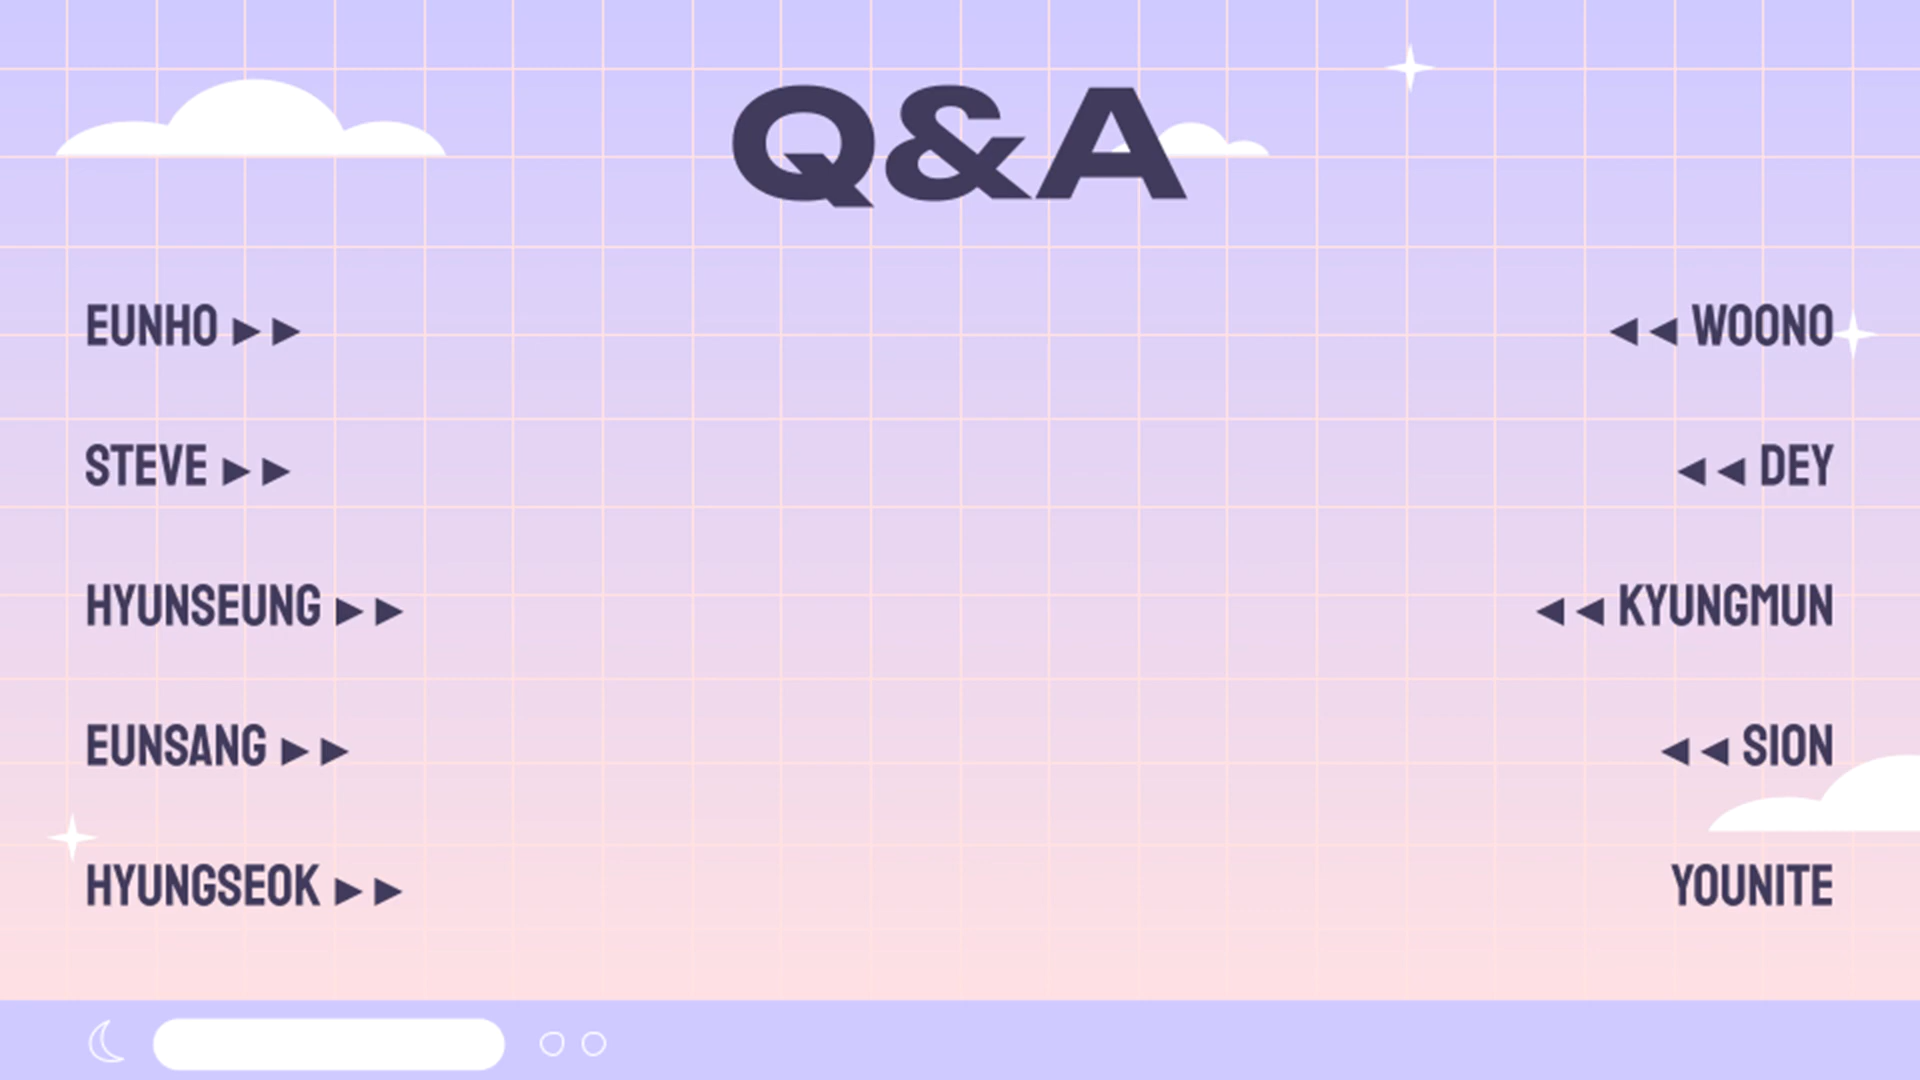 Q&A
EUNHO ▶▶
◀◀ WOONO
STEVE ▶▶
◀◀ DEY
HYUNSEUNG ▶▶
◀◀ KYUNGMUN
EUNSANG ▶▶
◀◀ SION
HYUNGSEOK ▶▶
YOUNITE